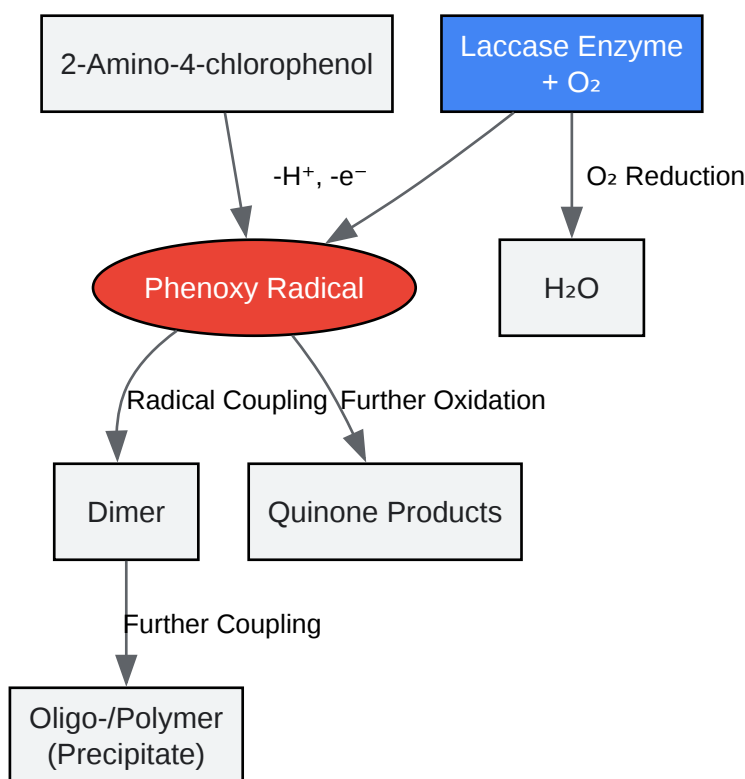 2-Amino-4-chlorophenol
Laccase Enzyme
+ O₂
-H⁺, -e⁻
O₂ Reduction
Phenoxy Radical
H₂O
Radical Coupling
Further Oxidation
Dimer
Quinone Products
Further Coupling
Oligo-/Polymer
(Precipitate)